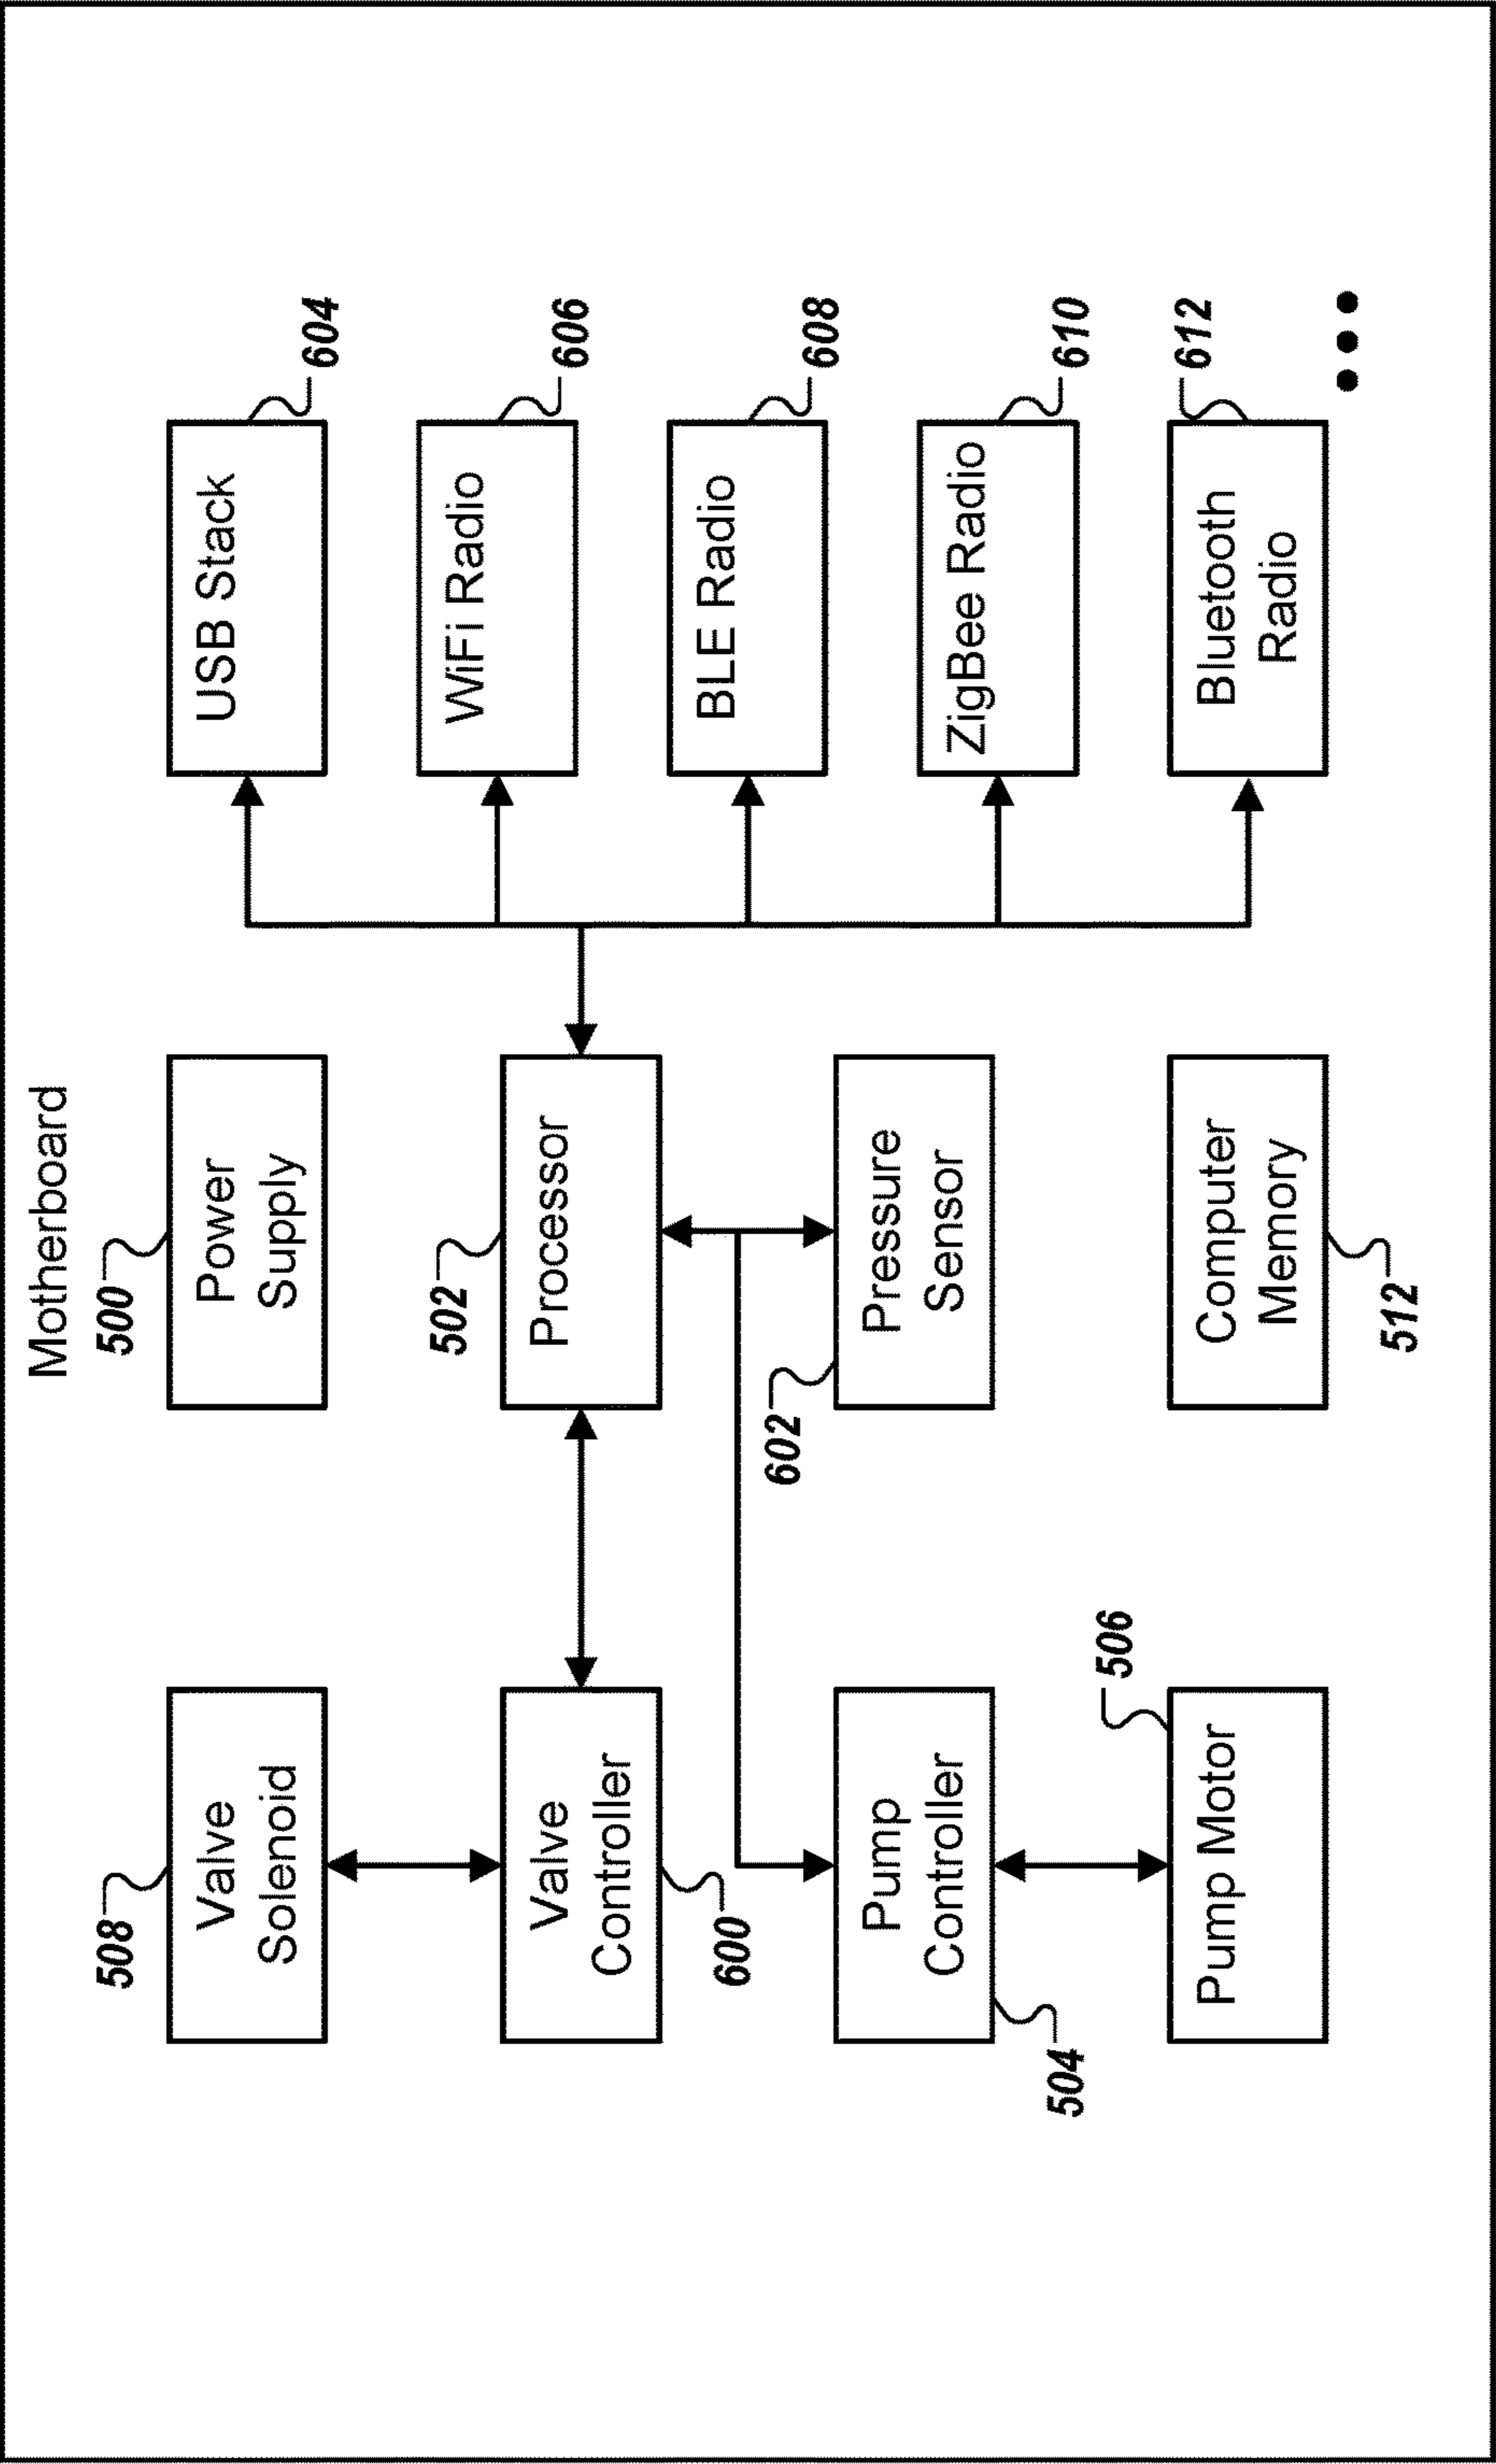 Motherboard
508
Valve
Solenoid
500
Power
Supply
USB Stack
604
WiFi Radio
606
Valve
Controller
600
502
Processor
BLE Radio
608
Pump
Controller
504
602
Pressure
Sensor
ZigBee Radio
610
506
Pump Motor
Computer
Memory
512
Bluetooth
Radio
612